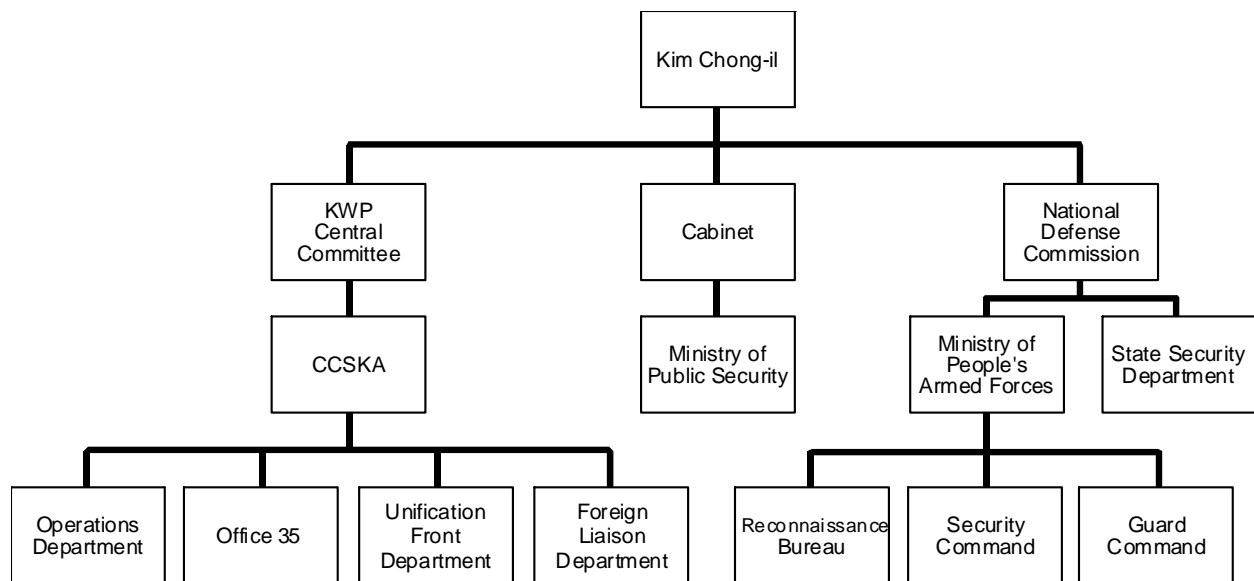 Kim Chong-il
KWP
Central
Committee
Cabinet
National
Defense
Commission
CCSKA
Ministry of
Public Security
Ministry of
People's
Armed Forces
State Security
Department
Operations
Department
Office 35
Unification
Front
Department
Foreign
Liaison
Department
Reconnaissance
Bureau
Security
Command
Guard
Command